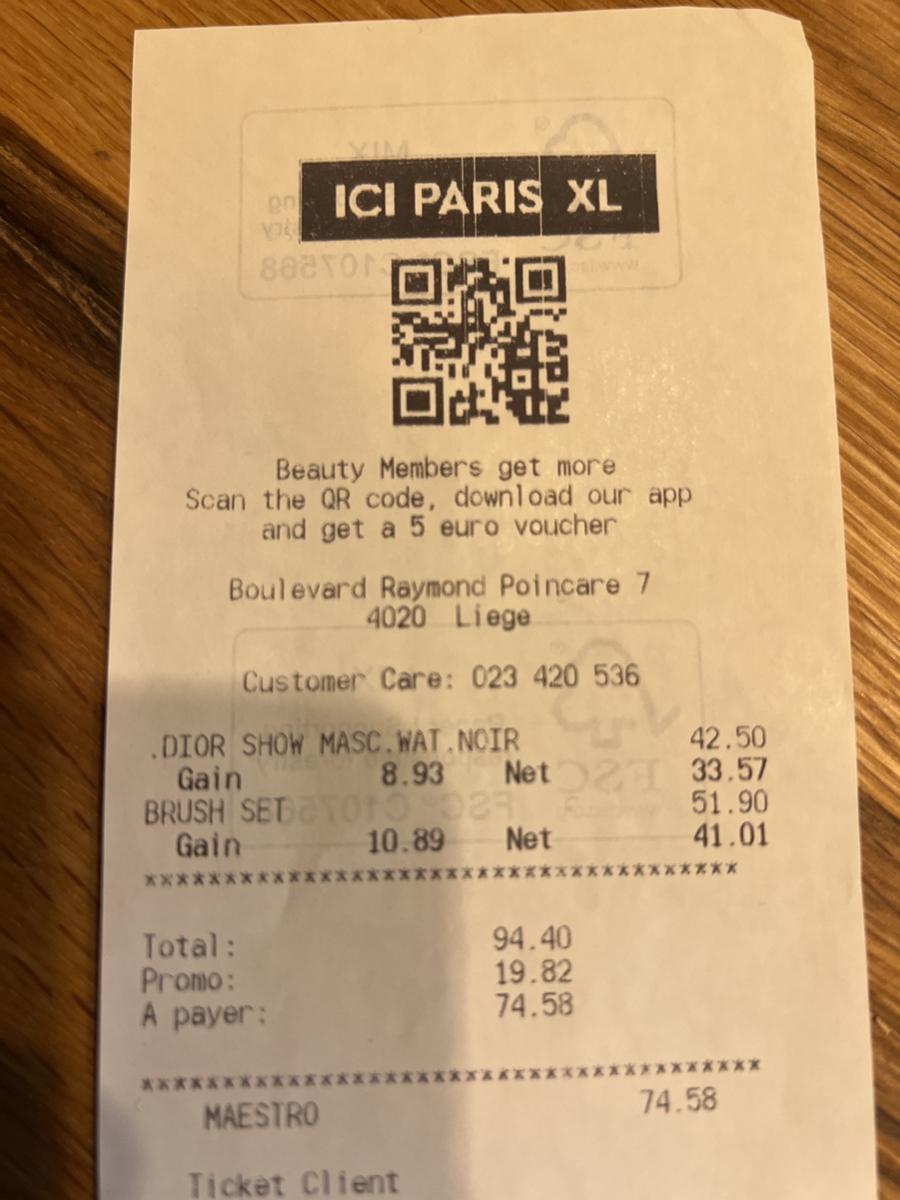 ICI PARIS XL
Beauty Members get more
Scan the QR code, download our app
and get a 5 euro voucher
Boulevard Raymond Poincare 7
4020 Liege
Customer Care: 023 420 536
.DIOR SHOW MASC.WAT.NOIR 42.50
Gain 8.93 Net 33.57
BRUSH SET 51.90
Gain 10.89 Net 41.01
*************************************
Total: 94.40
Promo: 19.82
A payer: 74.58
***************************************
MAESTRO 74.58
Ticket Client